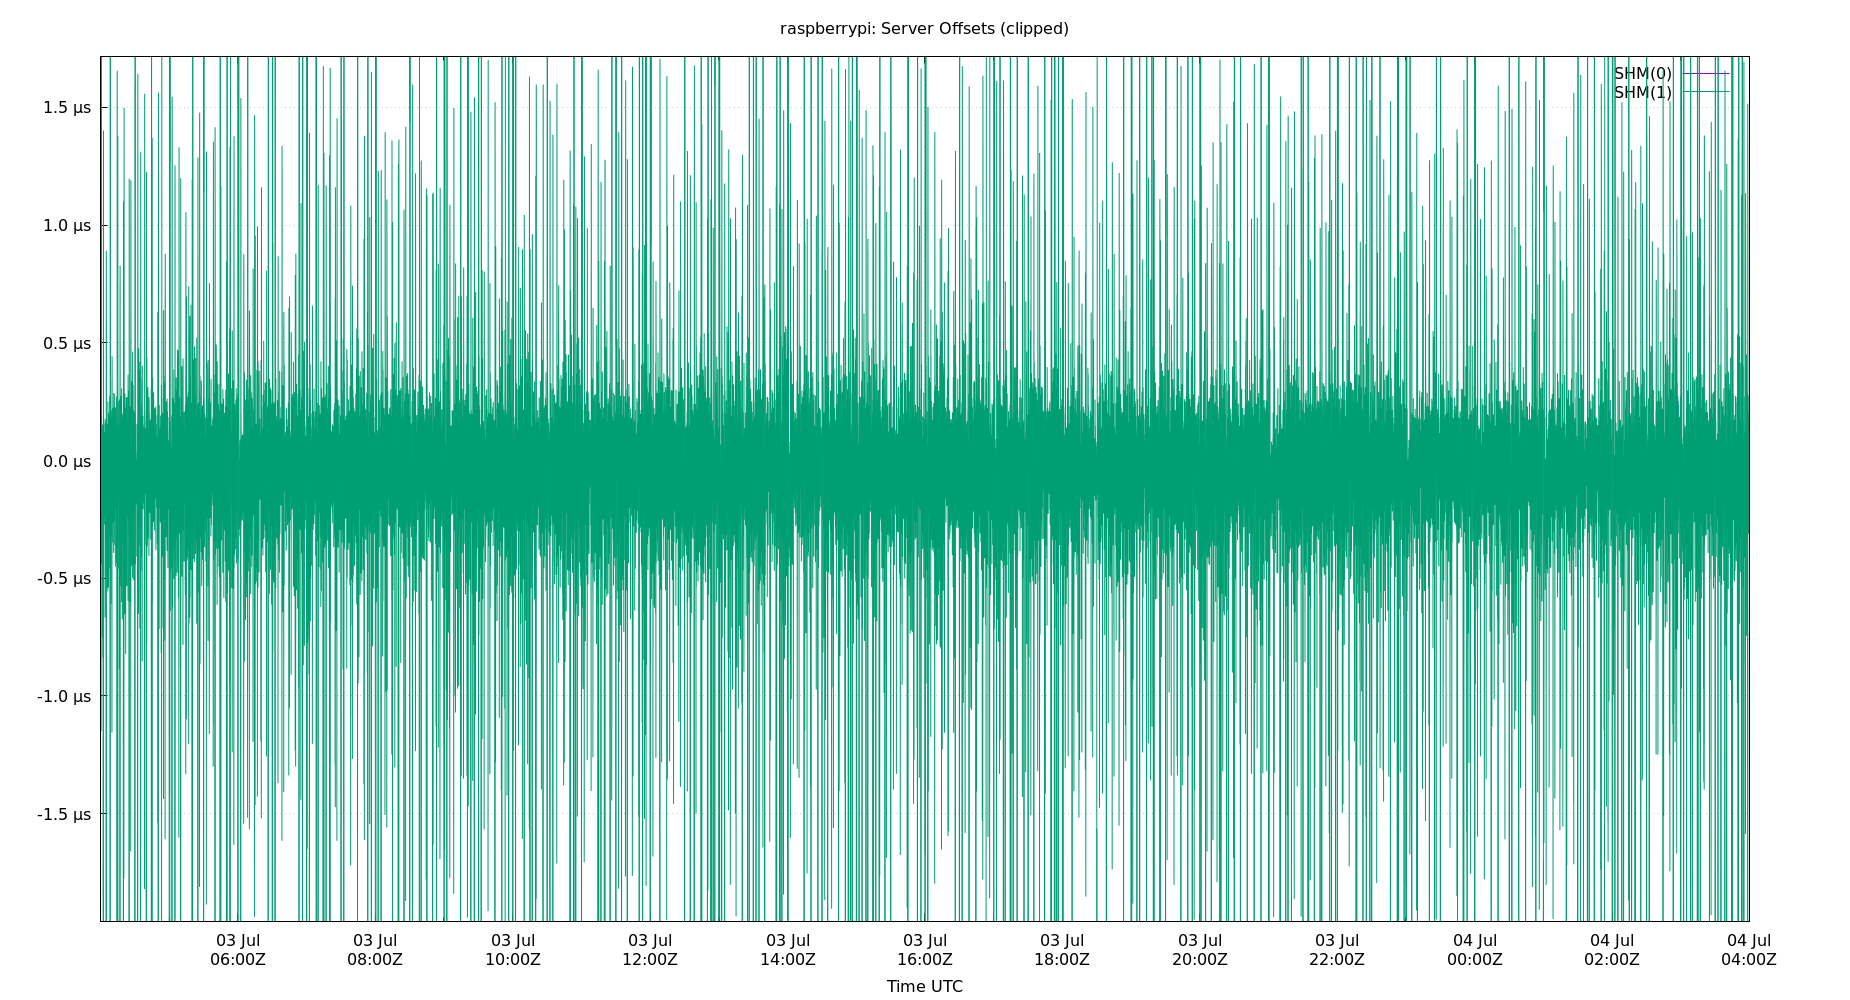 raspberrypi: Server Offsets (clipped)
SHM(0)
SHM(1)
1.5 µs
1.0 µs
0.5 µs
0.0 µs
-0.5 µs
-1.0 µs
-1.5 µs
03 Jul 03 Jul 03 Jul 03 Jul 03 Jul 03 Jul 03 Jul 03 Jul 03 Jul 04 Jul 04 Jul 04 Jul
06:00Z 08:00Z 10:00Z 12:00Z 14:00Z 16:00Z 18:00Z 20:00Z 22:00Z 00:00Z 02:00Z 04:00Z
Time UTC